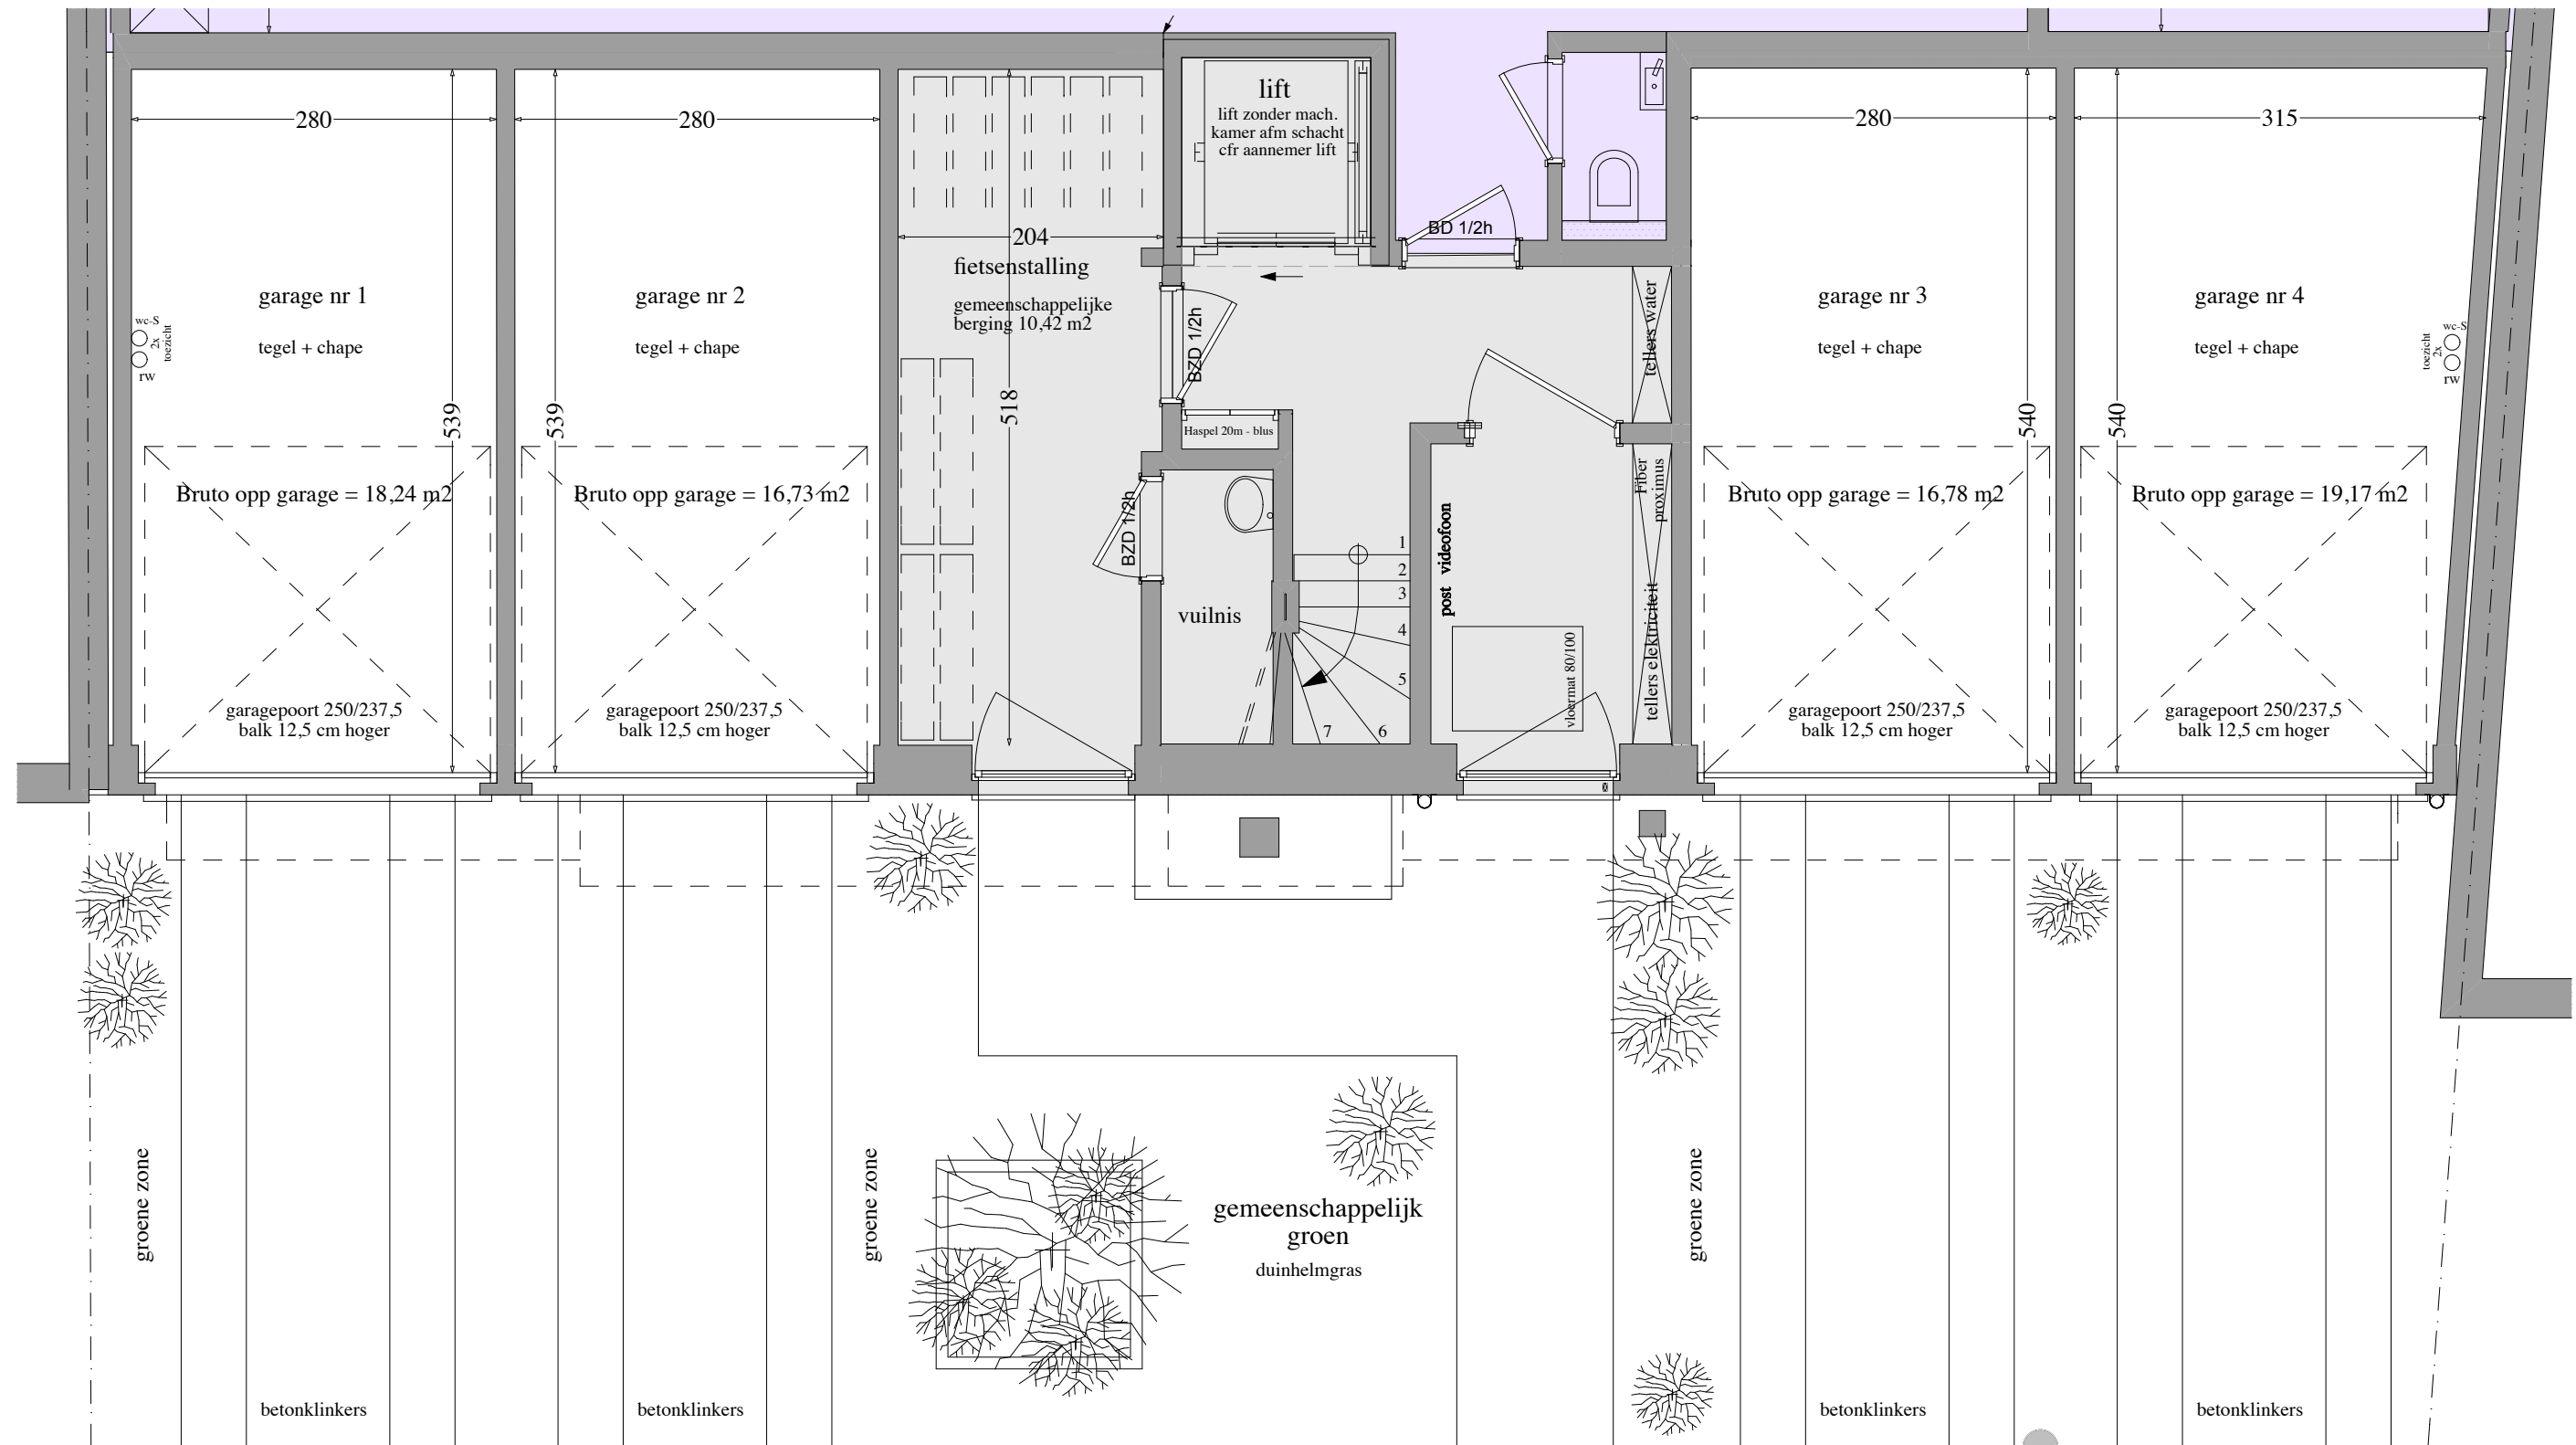 lift
lift zonder mach.
kamer afm schacht
cfr aannemer lift
280
280
280
315
204
BD 1/2h
fietsenstalling
gemeenschappelijke
berging 10,42 m2
518
garage nr 1
tegel + chape
garage nr 2
tegel + chape
garage nr 3
tegel + chape
garage nr 4
tegel + chape
wc-S
2x
toezicht
rw
wc-S
2x
toezicht
rw
539
539
540
540
BZD 1/2h
BZD 1/2h
Haspel 20m - blus
tellers water
Fiber
proximus
tellers elektriciteit
post videofoon
vloermat 80/100
vuilnis
1
2
3
4
5
6
7
Bruto opp garage = 18,24 m2
Bruto opp garage = 16,73 m2
Bruto opp garage = 16,78 m2
Bruto opp garage = 19,17 m2
garagepoort 250/237,5
balk 12,5 cm hoger
garagepoort 250/237,5
balk 12,5 cm hoger
garagepoort 250/237,5
balk 12,5 cm hoger
garagepoort 250/237,5
balk 12,5 cm hoger
groene zone
groene zone
groene zone
gemeenschappelijk
groen
duinhelmgras
betonklinkers
betonklinkers
betonklinkers
betonklinkers